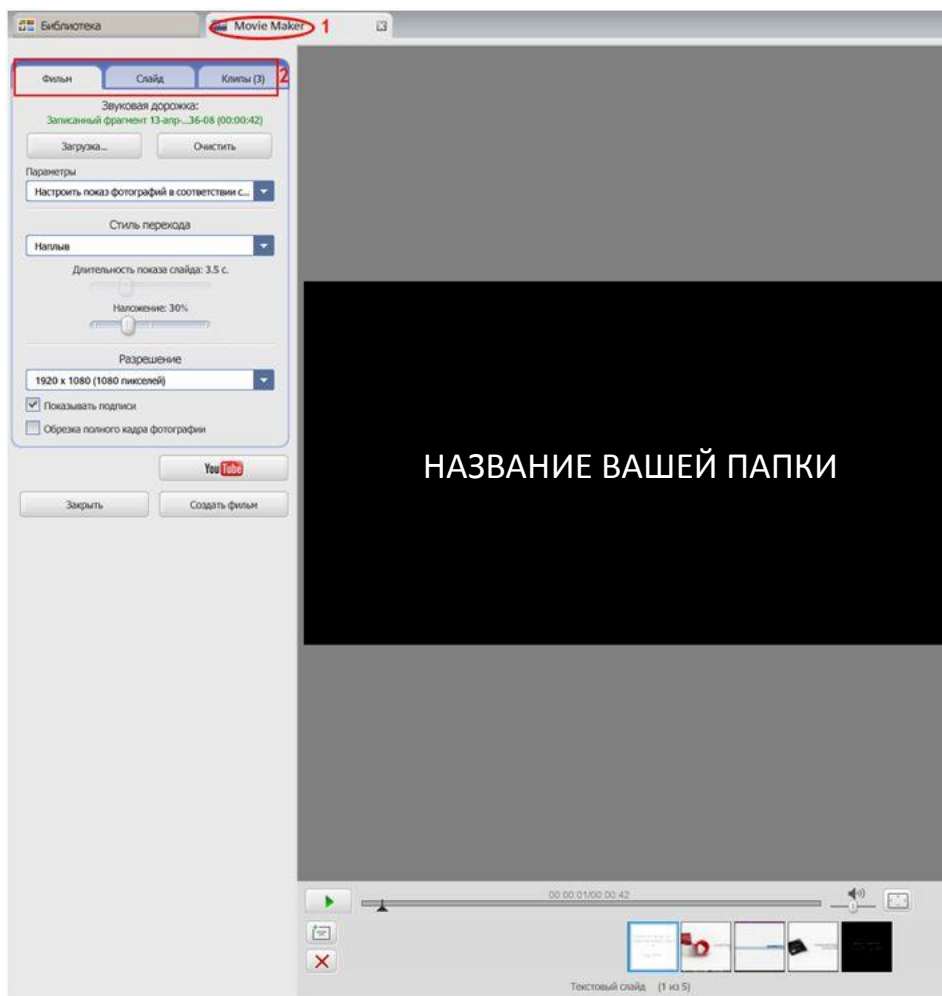 Библиотека
Movie Maker
1
Фильм
Слайд
Клипы (3)
2
Звуковая дорожка:
Записанный фрагмент 13-апр-...36-08 (00:00:42)
Загрузка...
Очистить
Параметры
Настроить показ фотографий в соответствии с...
Стиль перехода
Наплыв
Длительность показа слайда: 3.5 с.
Наложение: 30%
Разрешение
1920 x 1080 (1080 пикселей)
Показывать подписи
Обрезка полного кадра фотографии
You Tube
Закрыть
Создать фильм
НАЗВАНИЕ ВАШЕЙ ПАПКИ
00:00:01/00:00:42
Текстовый слайд (1 из 5)